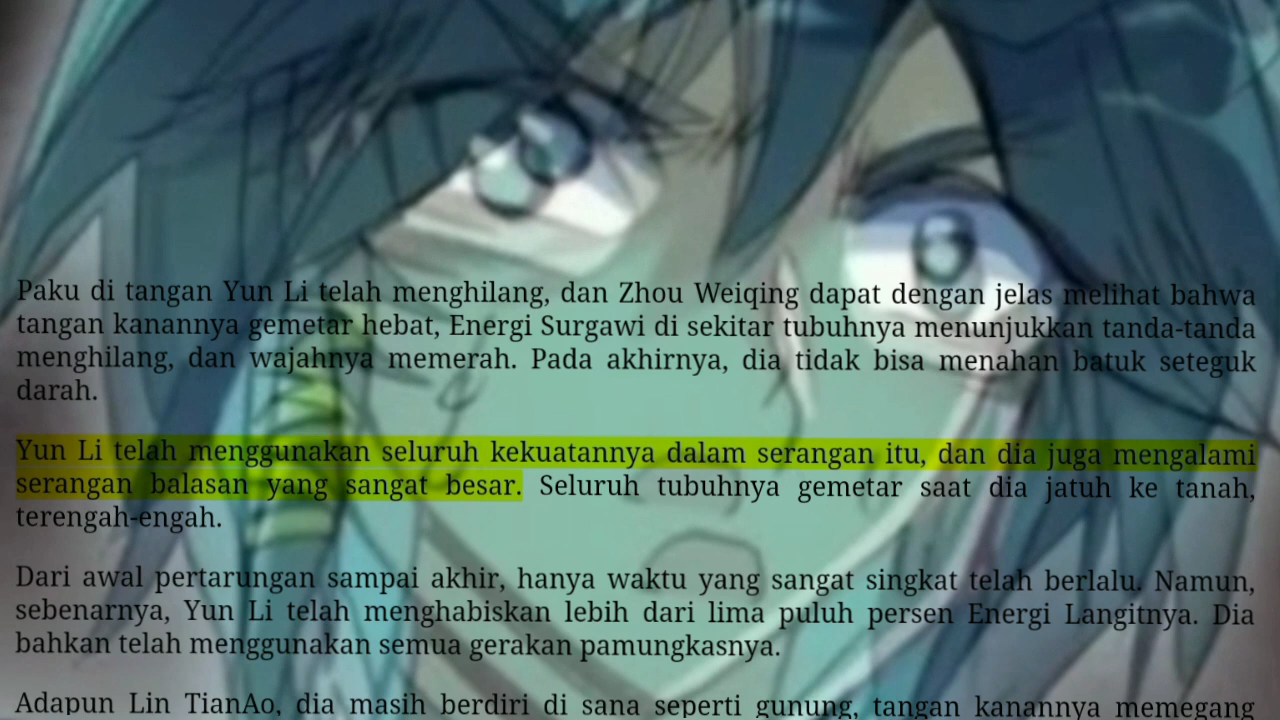 Paku di tangan Yun Li telah menghilang, dan Zhou Weiqing dapat dengan jelas melihat bahwa
tangan kanannya gemetar hebat, Energi Surgawi di sekitar tubuhnya menunjukkan tanda-tanda
menghilang, dan wajahnya memerah. Pada akhirnya, dia tidak bisa menahan batuk seteguk
darah.
Yun Li telah menggunakan seluruh kekuatannya dalam serangan itu, dan dia juga mengalami
serangan balasan yang sangat besar. Seluruh tubuhnya gemetar saat dia jatuh ke tanah,
terengah-engah.
Dari awal pertarungan sampai akhir, hanya waktu yang sangat singkat telah berlalu. Namun,
sebenarnya, Yun Li telah menghabiskan lebih dari lima puluh persen Energi Langitnya. Dia
bahkan telah menggunakan semua gerakan pamungkasnya.
Adapun Lin TianAo, dia masih berdiri di sana seperti gunung, tangan kanannya memegang